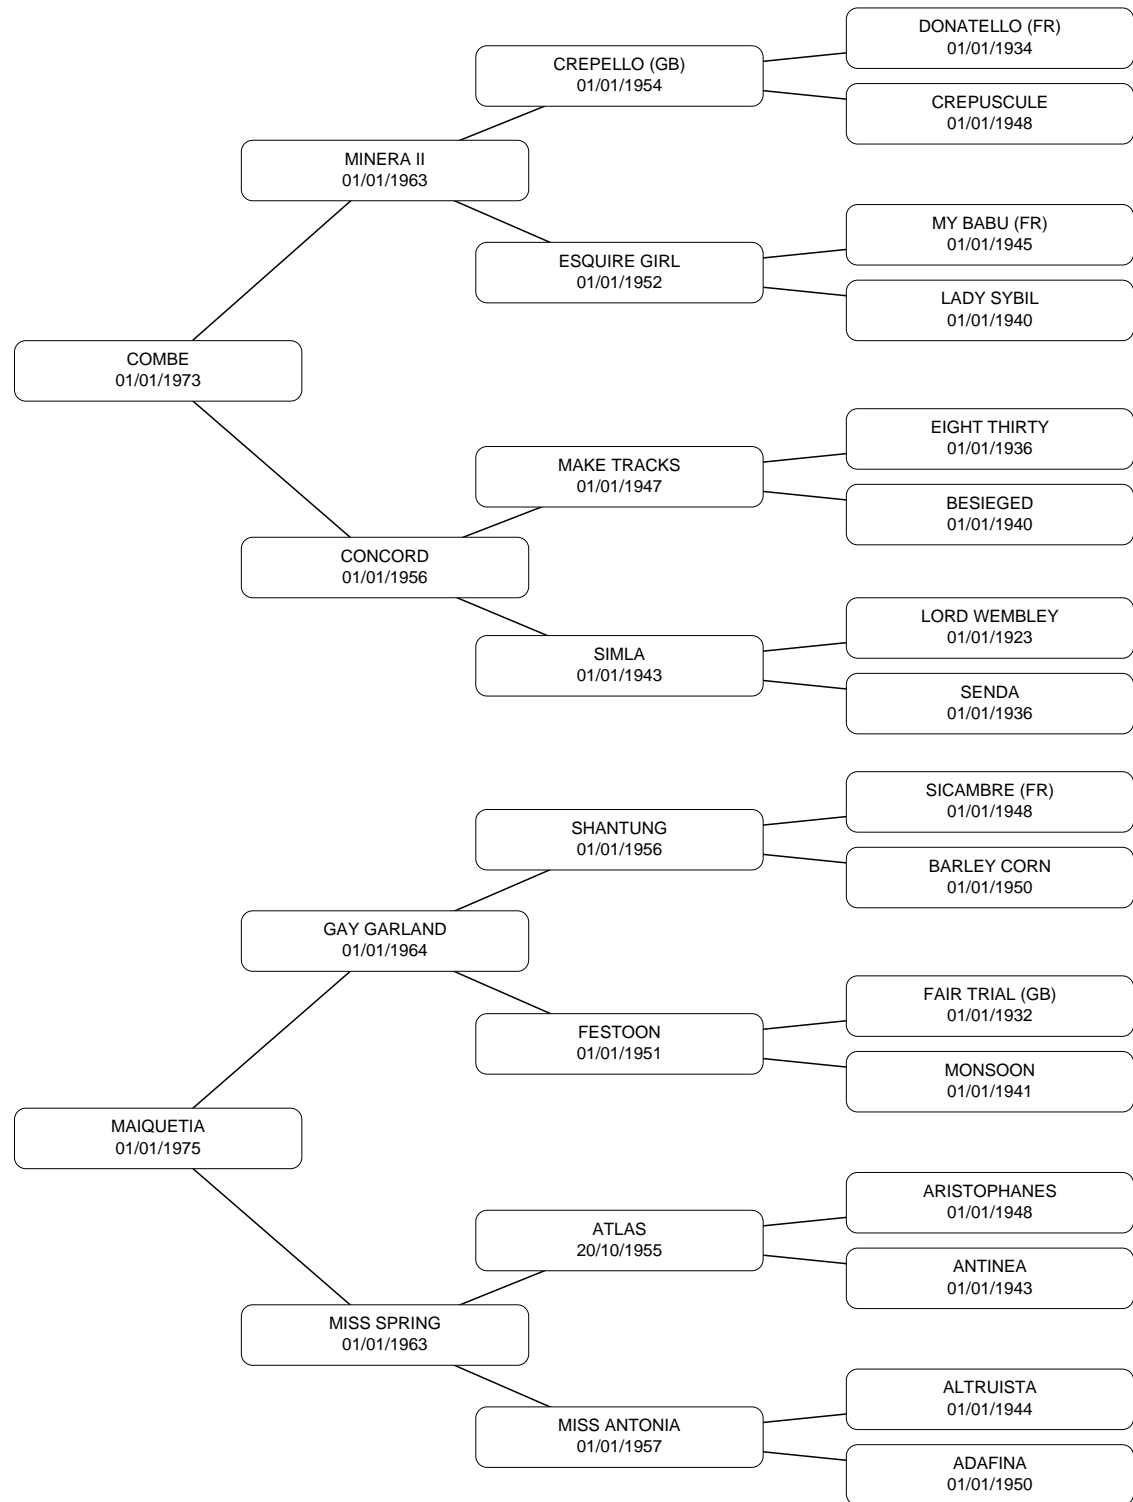 DONATELLO (FR)
01/01/1934
CREPELLO (GB)
01/01/1954
CREPUSCULE
01/01/1948
MINERA II
01/01/1963
MY BABU (FR)
01/01/1945
ESQUIRE GIRL
01/01/1952
LADY SYBIL
01/01/1940
COMBE
01/01/1973
EIGHT THIRTY
01/01/1936
MAKE TRACKS
01/01/1947
BESIEGED
01/01/1940
CONCORD
01/01/1956
LORD WEMBLEY
01/01/1923
SIMLA
01/01/1943
SENDA
01/01/1936
SICAMBRE (FR)
01/01/1948
SHANTUNG
01/01/1956
BARLEY CORN
01/01/1950
GAY GARLAND
01/01/1964
FAIR TRIAL (GB)
01/01/1932
FESTOON
01/01/1951
MONSOON
01/01/1941
MAIQUETIA
01/01/1975
ARISTOPHANES
01/01/1948
ATLAS
20/10/1955
ANTINEA
01/01/1943
MISS SPRING
01/01/1963
ALTRUISTA
01/01/1944
MISS ANTONIA
01/01/1957
ADAFINA
01/01/1950